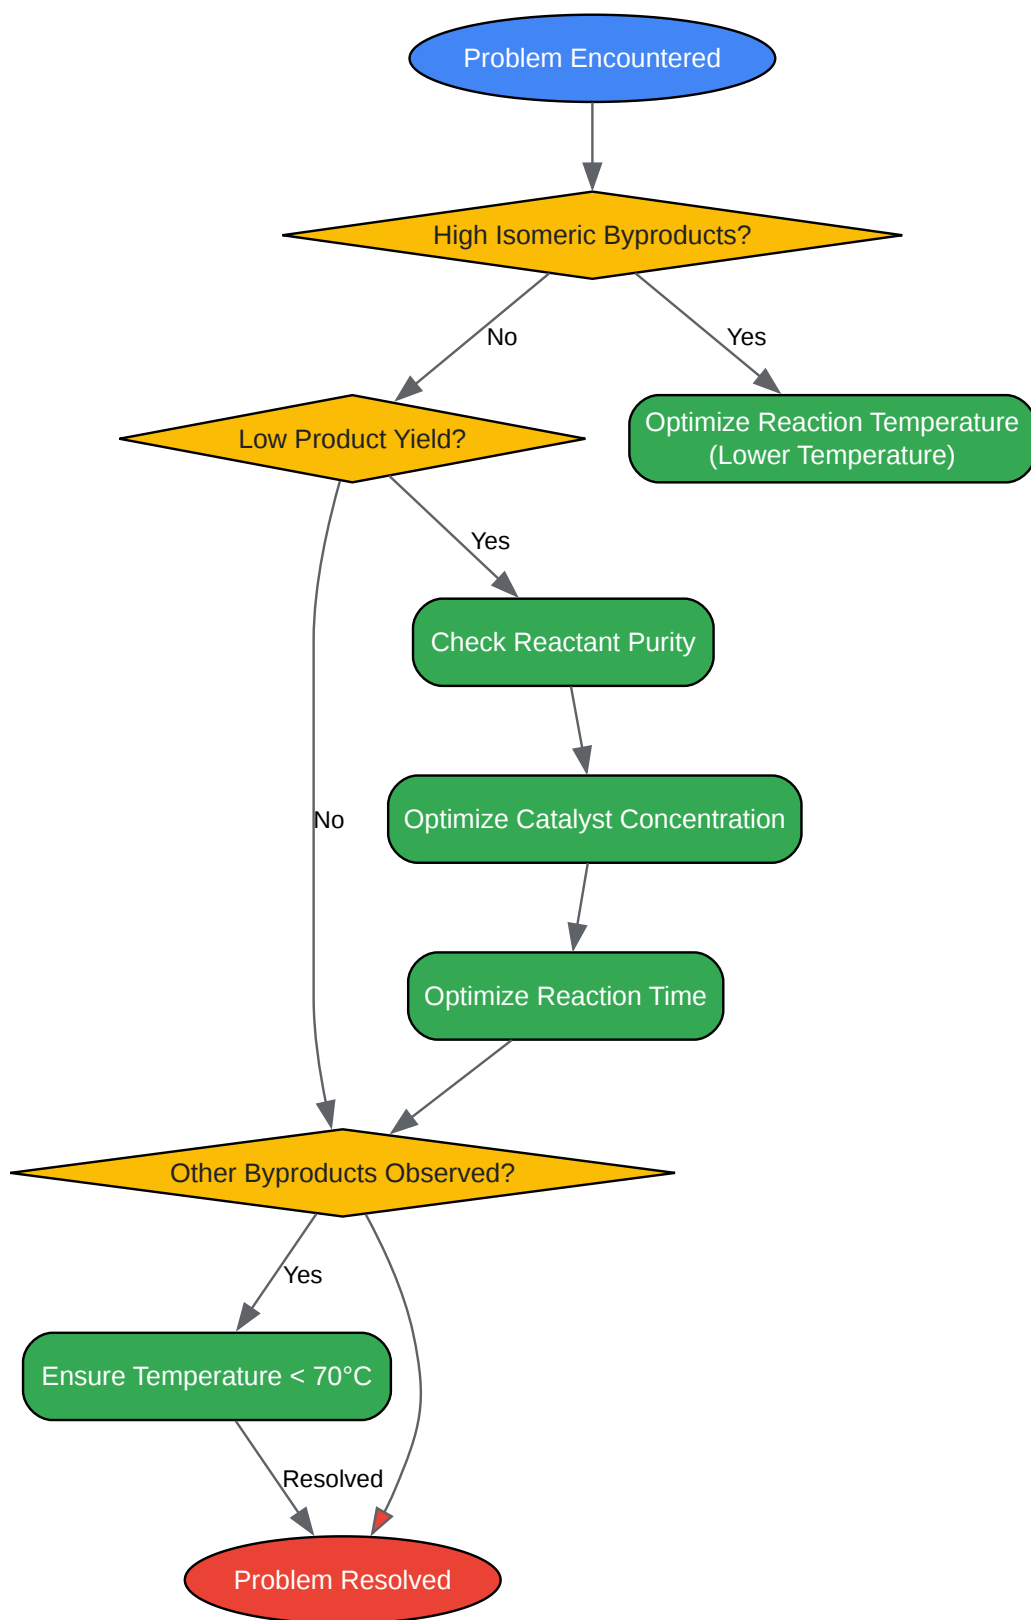 Problem Encountered
High Isomeric Byproducts?
No
Yes
Low Product Yield?
Optimize Reaction Temperature
(Lower Temperature)
Yes
Check Reactant Purity
No
Optimize Catalyst Concentration
Optimize Reaction Time
Other Byproducts Observed?
Yes
Ensure Temperature < 70°C
Resolved
Problem Resolved